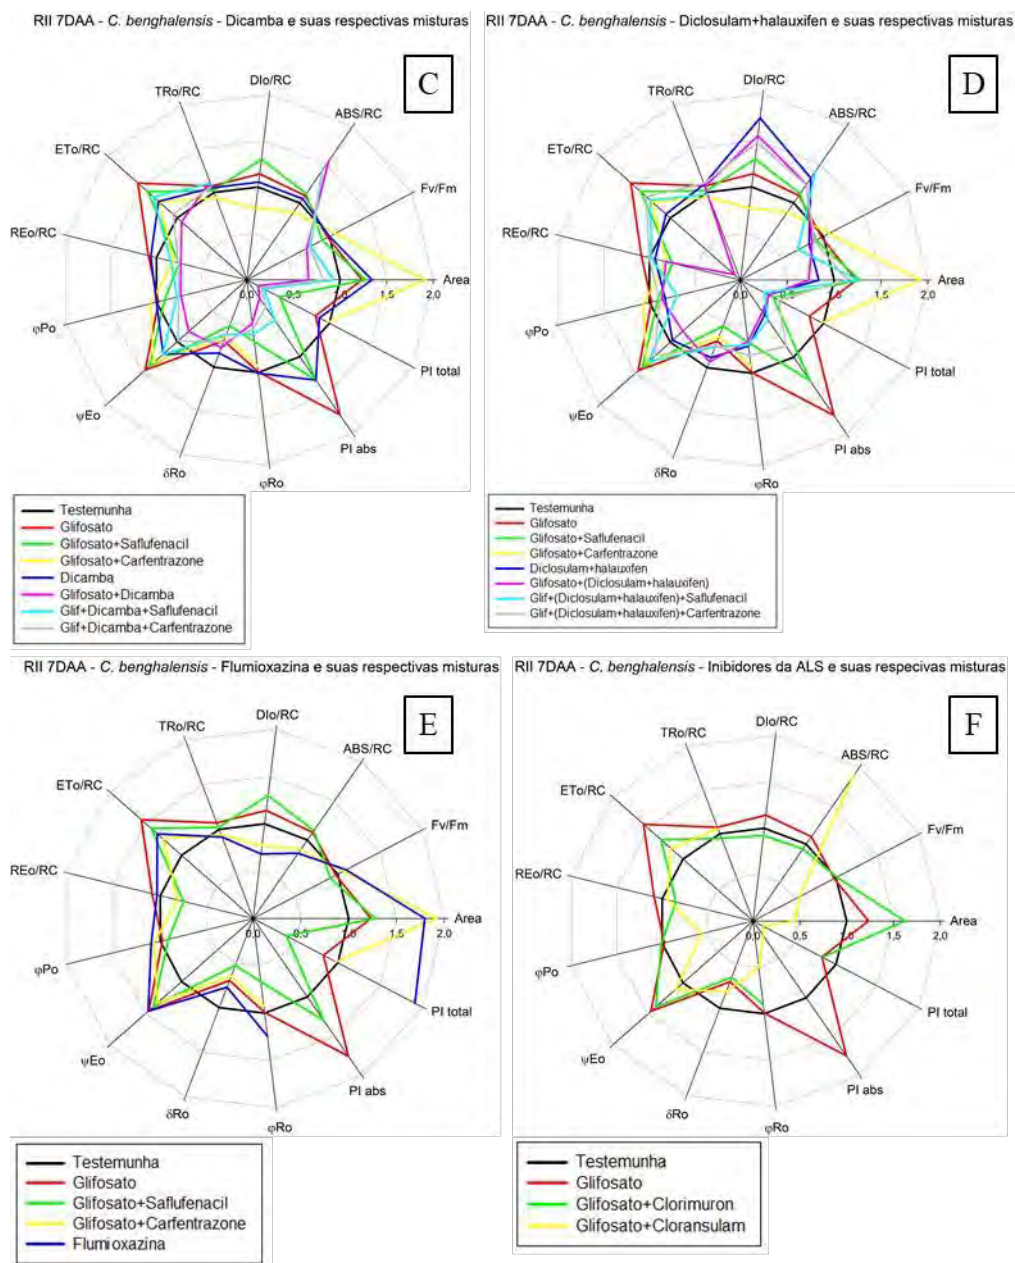 RII 7DAA - C. benghalensis - Dicamba e suas respectivas misturas
C
DIo/RC
TRo/RC
ABS/RC
ETo/RC
Fv/Fm
REo/RC
Area
0,0 0,5 1,0 1,5 2,0
φPo
PI total
ψEo
PI abs
δRo
φRo
Testemunha
Glifosato
Glifosato+Saflufenacil
Glifosato+Carfentrazone
Dicamba
Glifosato+Dicamba
Glif+Dicamba+Saflufenacil
Glif+Dicamba+Carfentrazone
RII 7DAA - C. benghalensis - Diclosulam+halauxifen e suas respectivas misturas
D
DIo/RC
TRo/RC
ABS/RC
ETo/RC
Fv/Fm
REo/RC
Area
0,0 0,5 1,0 1,5 2,0
φPo
PI total
ψEo
PI abs
δRo
φRo
Testemunha
Glifosato
Glifosato+Saflufenacil
Glifosato+Carfentrazone
Diclosulam+halauxifen
Glifosato+(Diclosulam+halauxifen)
Glif+(Diclosulam+halauxifen)+Saflufenacil
Glif+(Diclosulam+halauxifen)+Carfentrazone
RII 7DAA - C. benghalensis - Flumioxazina e suas respectivas misturas
E
DIo/RC
TRo/RC
ABS/RC
ETo/RC
Fv/Fm
REo/RC
Area
0,0 0,5 1,0 1,5 2,0
φPo
PI total
ψEo
PI abs
δRo
φRo
Testemunha
Glifosato
Glifosato+Saflufenacil
Glifosato+Carfentrazone
Flumioxazina
RII 7DAA - C. benghalensis - Inibidores da ALS e suas respecivas misturas
F
DIo/RC
TRo/RC
ABS/RC
ETo/RC
Fv/Fm
REo/RC
Area
0,0 0,5 1,0 1,5 2,0
φPo
PI total
ψEo
PI abs
δRo
φRo
Testemunha
Glifosato
Glifosato+Clorimuron
Glifosato+Cloransulam